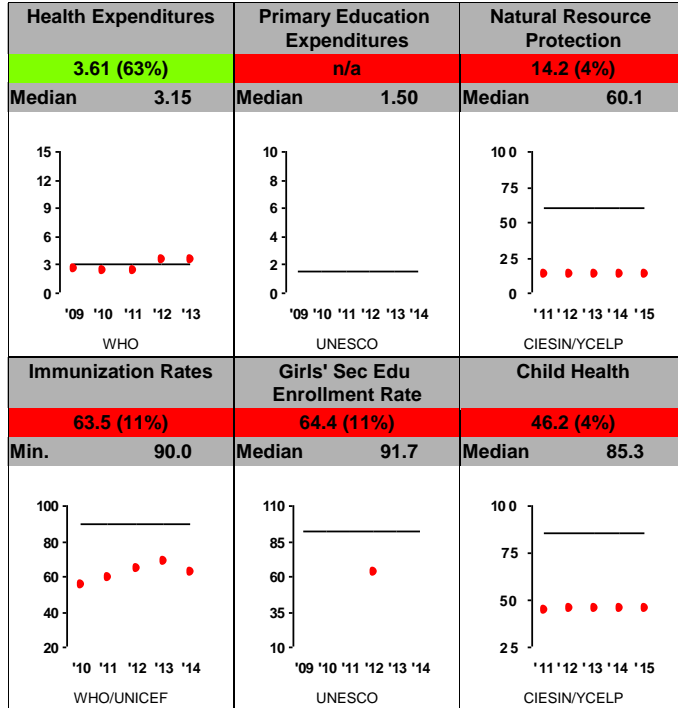 Health Expenditures
3.61 (63%)
Median 3.15
15
12
9
6
3
0
'09 '10 '11 '12 '13
WHO
Primary Education
Expenditures
n/a
Median 1.50
10
8
6
4
2
0
'09 '10 '11 '12 '13 '14
UNESCO
Natural Resource
Protection
14.2 (4%)
Median 60.1
100
75
50
25
0
'11 '12 '13 '14 '15
CIESIN/YCELP
Immunization Rates
63.5 (11%)
Min. 90.0
100
80
60
40
20
'10 '11 '12 '13 '14
WHO/UNICEF
Girls' Sec Edu
Enrollment Rate
64.4 (11%)
Median 91.7
110
85
60
35
10
'09 '10 '11 '12 '13 '14
UNESCO
Child Health
46.2 (4%)
Median 85.3
100
75
50
25
'11 '12 '13 '14 '15
CIESIN/YCELP